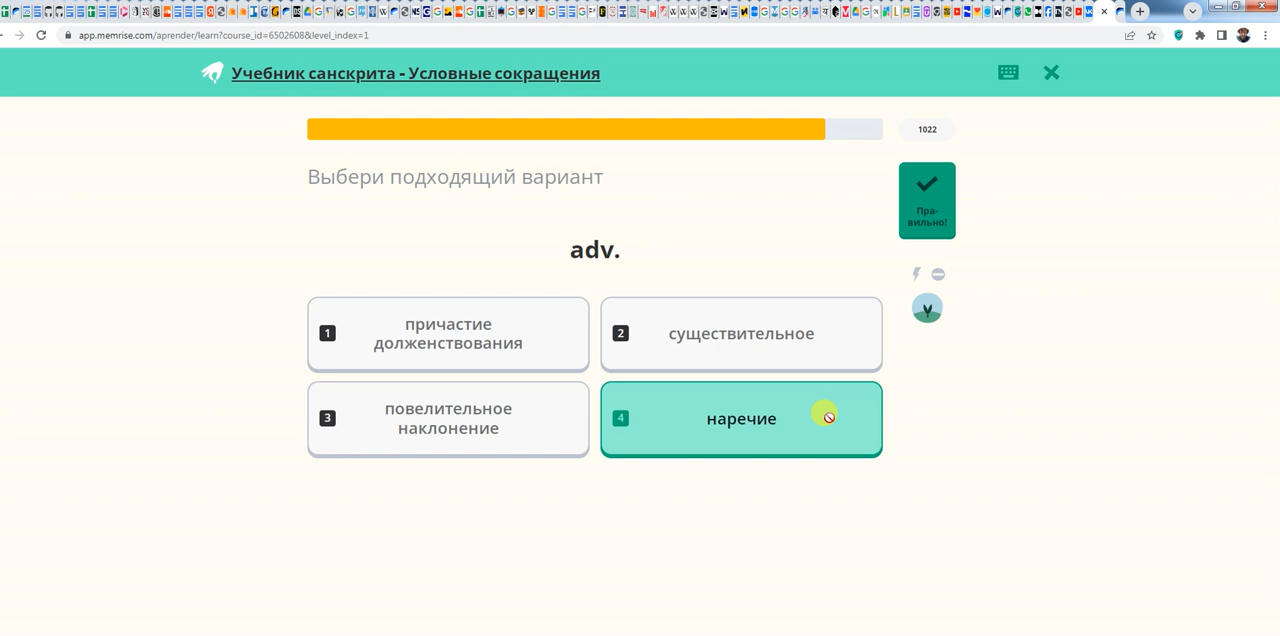 app.memrise.com/aprender/learn?course_id=6502608&level_index=1
Учебник санскрита - Условные сокращения
1022
Выбери подходящий вариант
Пра-
вильно!
adv.
1 причастие
долженствования
2 существительное
3 повелительное
наклонение
4 наречие